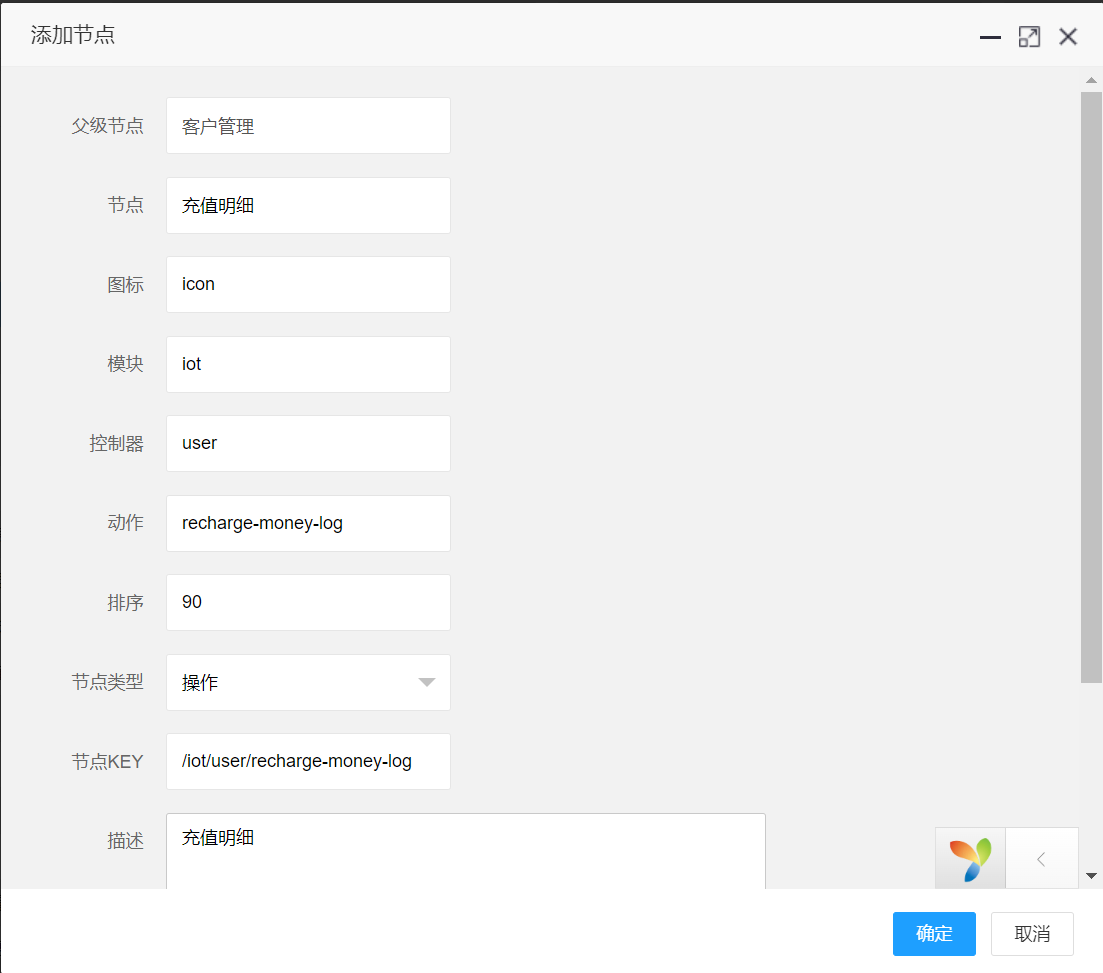 添加节点
父级节点 客户管理
节点 充值明细
图标 icon
模块 iot
控制器 user
动作 recharge-money-log
排序 90
节点类型 操作
节点KEY /iot/user/recharge-money-log
描述 充值明细
确定 取消